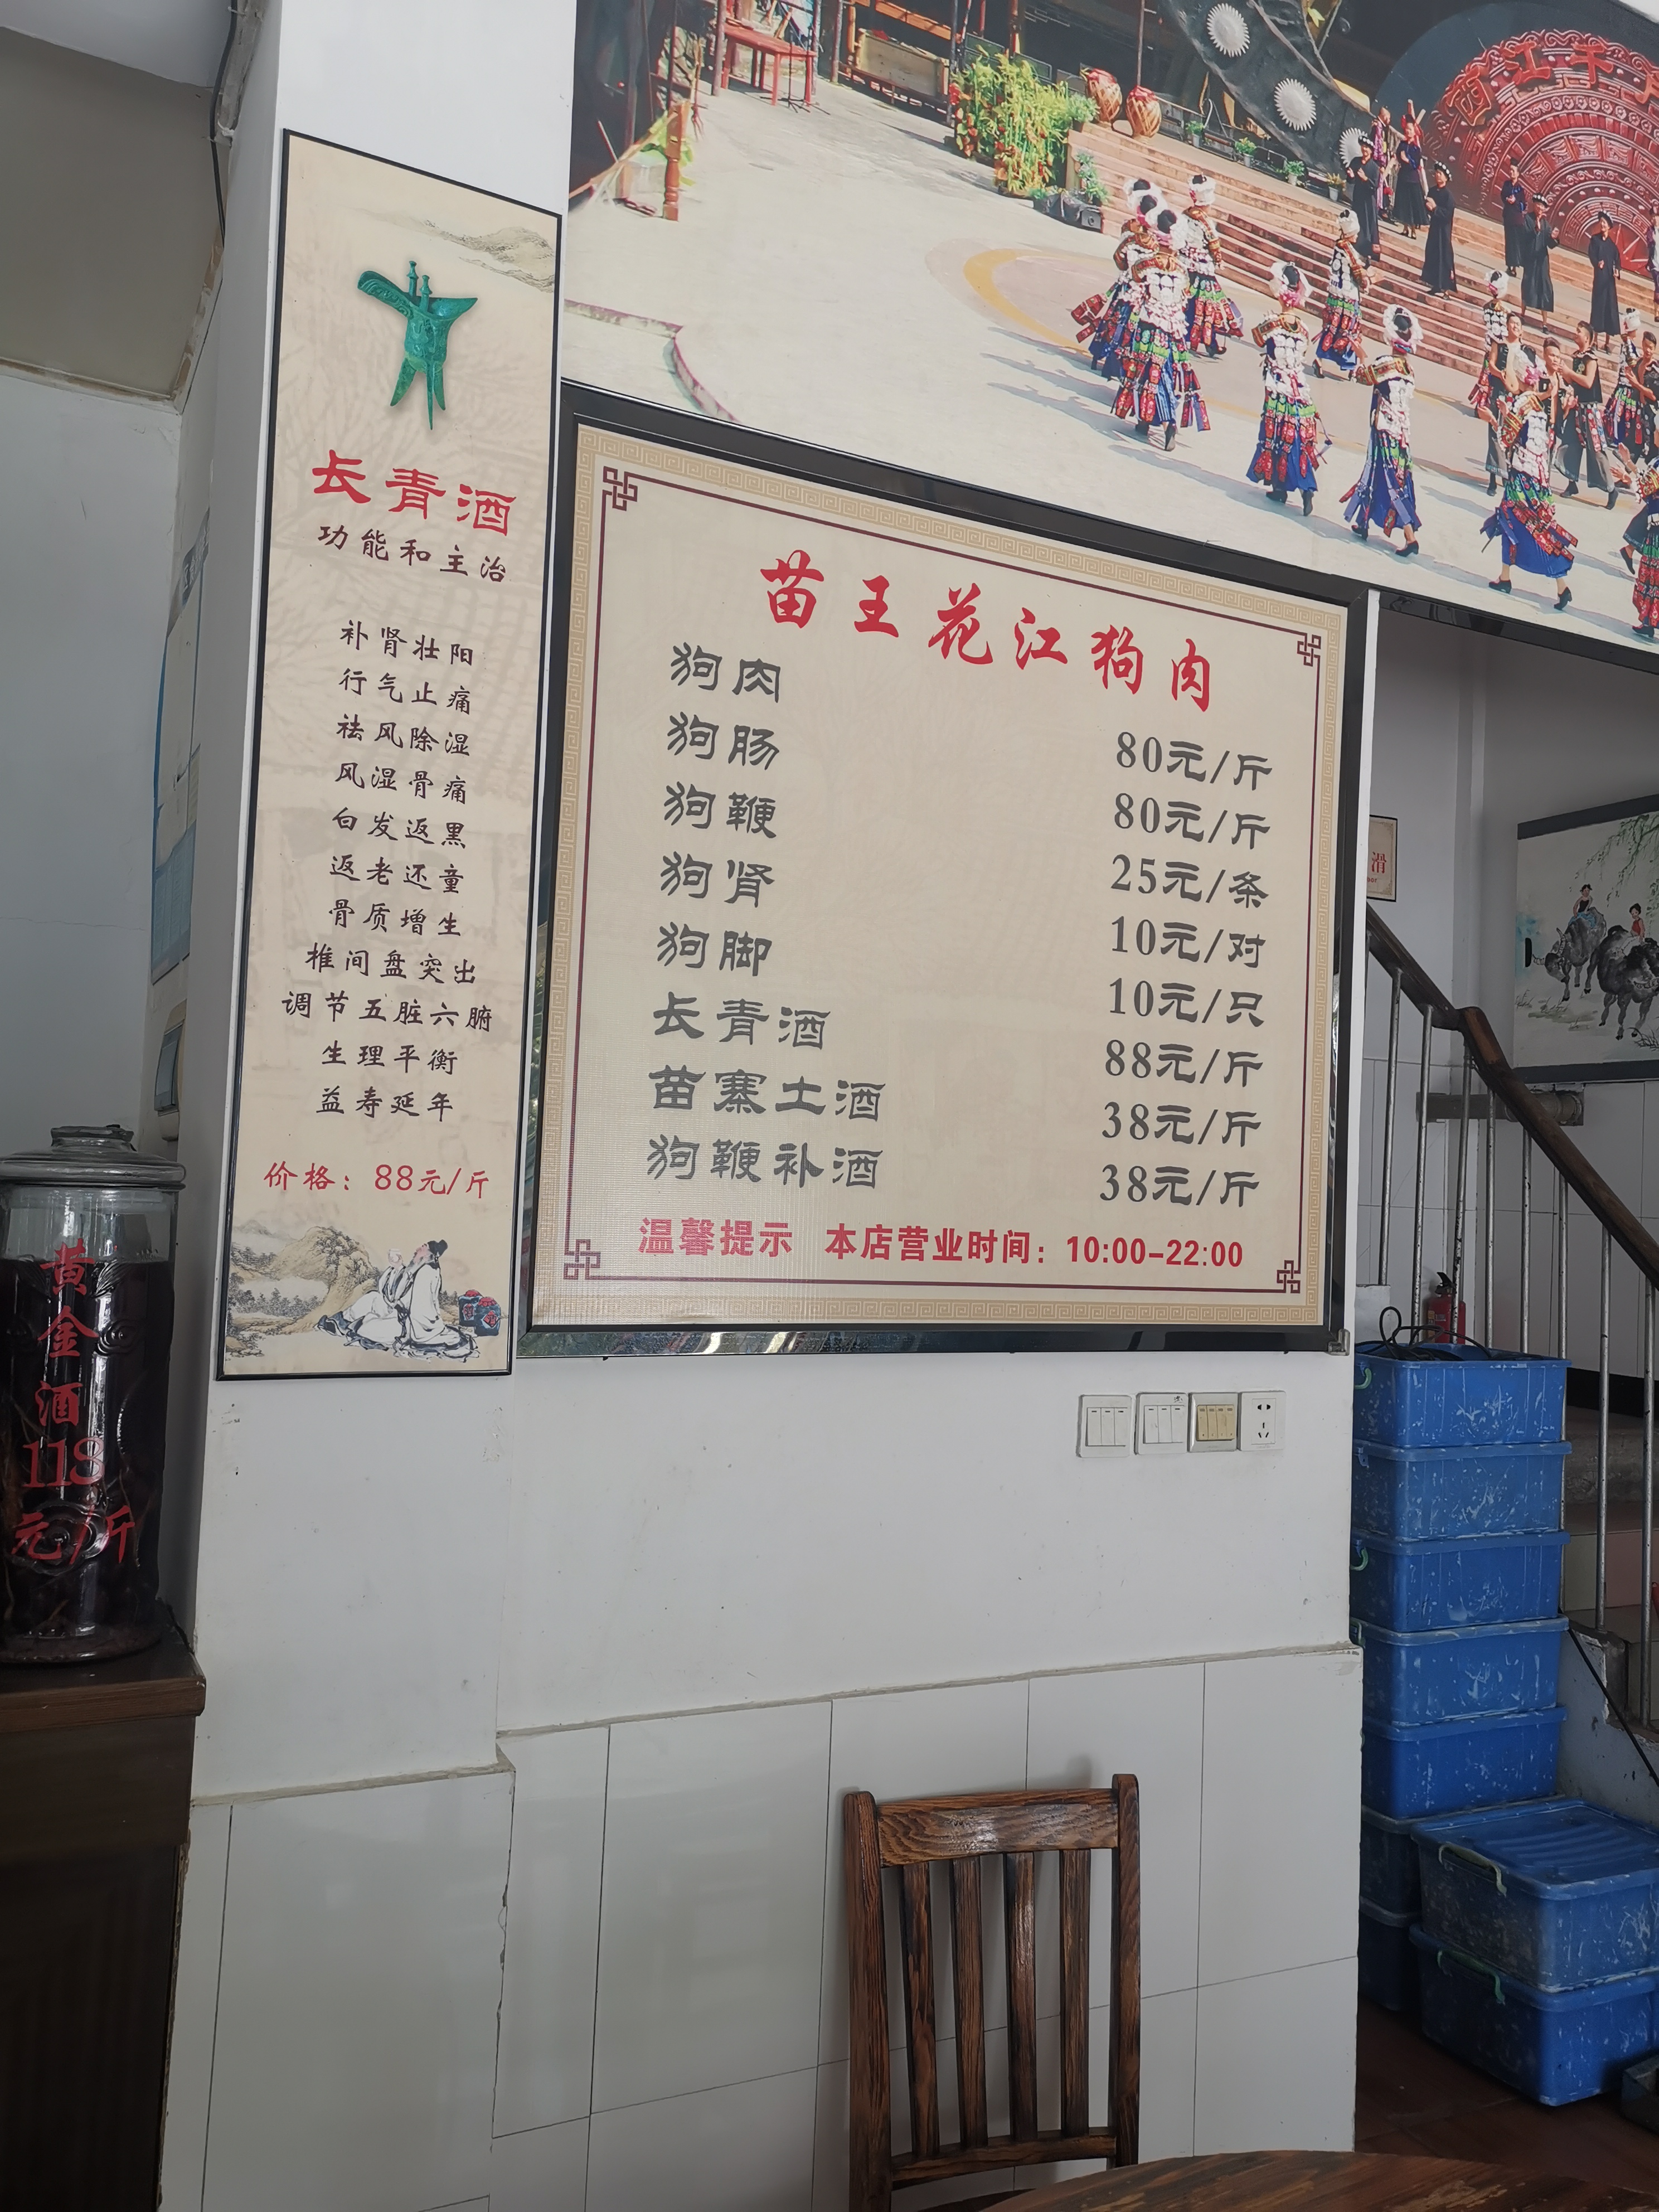 西江千
长青酒
功能和主治
补肾壮阳
行气止痛
祛风除湿
风湿骨痛
白发返黑
返老还童
骨质增生
椎间盘突出
调节五脏六腑
生理平衡
益寿延年
价格：88元/斤
苗王花江狗肉
狗肉 80元/斤
狗肠 80元/斤
狗鞭 25元/条
狗肾 10元/对
狗脚 10元/只
长青酒 88元/斤
苗寨土酒 38元/斤
狗鞭补酒 38元/斤
温馨提示 本店营业时间：10:00-22:00
滑
黄金酒
118
元/斤